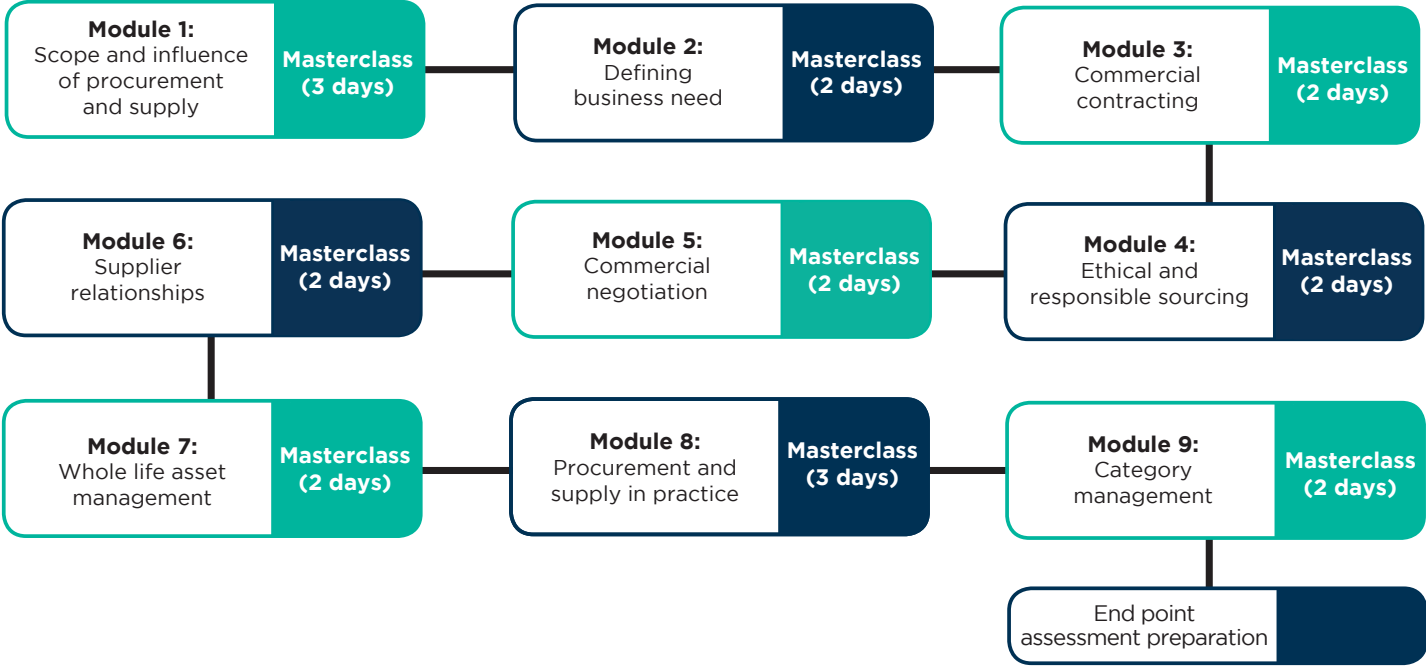 Module 1:
Scope and influence
of procurement
and supply
Masterclass
(3 days)
Module 2:
Defining
business need
Masterclass
(2 days)
Module 3:
Commercial
contracting
Masterclass
(2 days)
Module 4:
Ethical and
responsible sourcing
Masterclass
(2 days)
Module 5:
Commercial
negotiation
Masterclass
(2 days)
Module 6:
Supplier
relationships
Masterclass
(2 days)
Module 7:
Whole life asset
management
Masterclass
(2 days)
Module 8:
Procurement and
supply in practice
Masterclass
(3 days)
Module 9:
Category
management
Masterclass
(2 days)
End point
assessment preparation